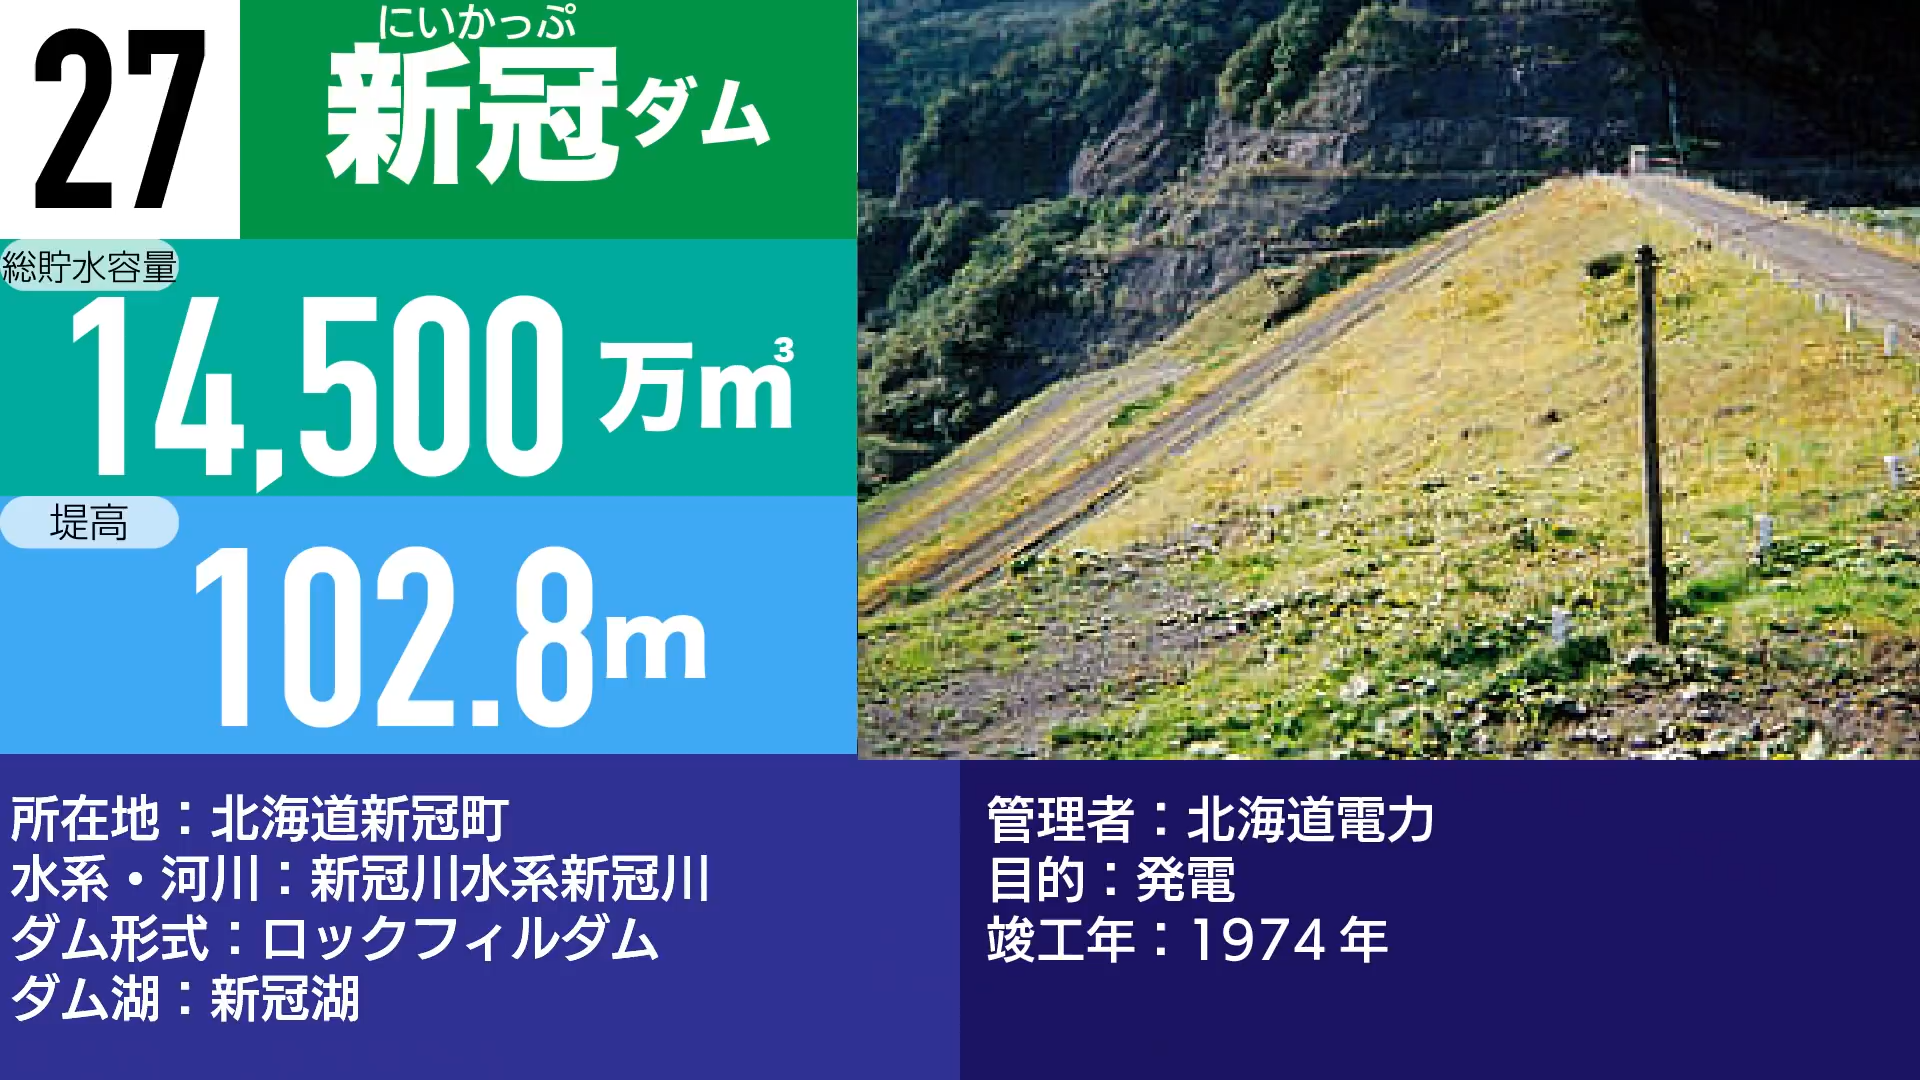 27
にいかっぷ
新冠ダム
総貯水容量
14,500万㎥
堤高
102.8m
所在地：北海道新冠町
水系・河川：新冠川水系新冠川
ダム形式：ロックフィルダム
ダム湖：新冠湖
管理者：北海道電力
目的：発電
竣工年：1974年